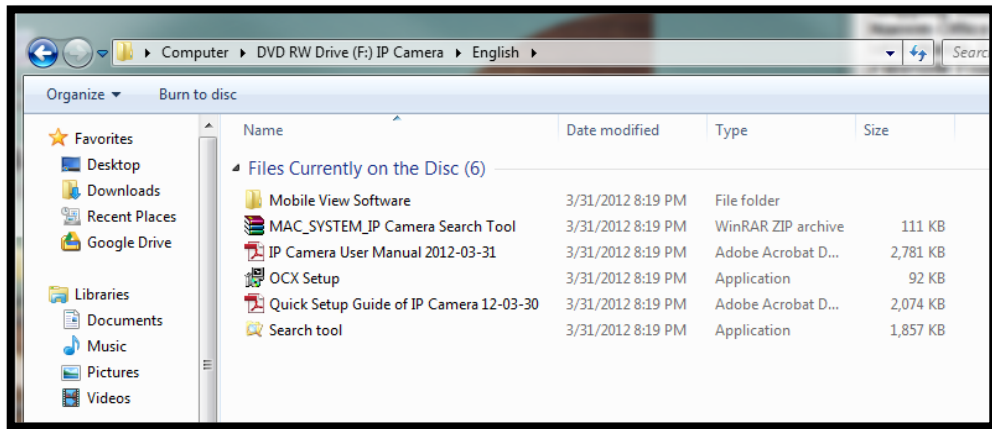 Computer ▸ DVD RW Drive (F:) IP Camera ▸ English ▸
Organize Burn to disc
Favorites
Desktop
Downloads
Recent Places
Google Drive
Libraries
Documents
Music
Pictures
Videos
Name Date modified Type Size
Files Currently on the Disc (6)
Mobile View Software 3/31/2012 8:19 PM File folder
MAC_SYSTEM_IP Camera Search Tool 3/31/2012 8:19 PM WinRAR ZIP archive 111 KB
IP Camera User Manual 2012-03-31 3/31/2012 8:19 PM Adobe Acrobat D... 2,781 KB
OCX Setup 3/31/2012 8:19 PM Application 92 KB
Quick Setup Guide of IP Camera 12-03-30 3/31/2012 8:19 PM Adobe Acrobat D... 2,074 KB
Search tool 3/31/2012 8:19 PM Application 1,857 KB